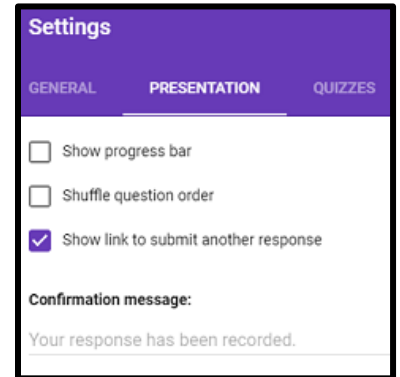 Settings
GENERAL PRESENTATION QUIZZES
Show progress bar
Shuffle question order
Show link to submit another response
Confirmation message:
Your response has been recorded.